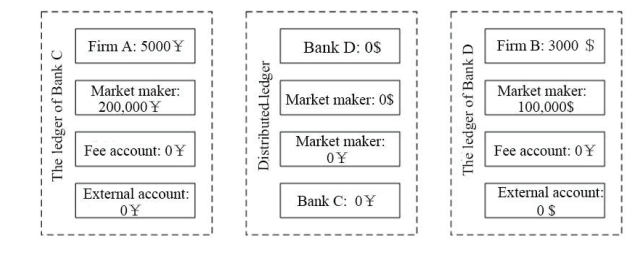 The ledger of Bank C
Firm A: 5000¥
Market maker:
200,000¥
Fee account: 0¥
External account:
0¥
Distributed-ledger
Bank D: 0$
Market maker: 0$
Market maker:
0¥
Bank C: 0¥
The ledger of Bank D
Firm B: 3000 $
Market maker:
100,000$
Fee account: 0¥
External account:
0 $